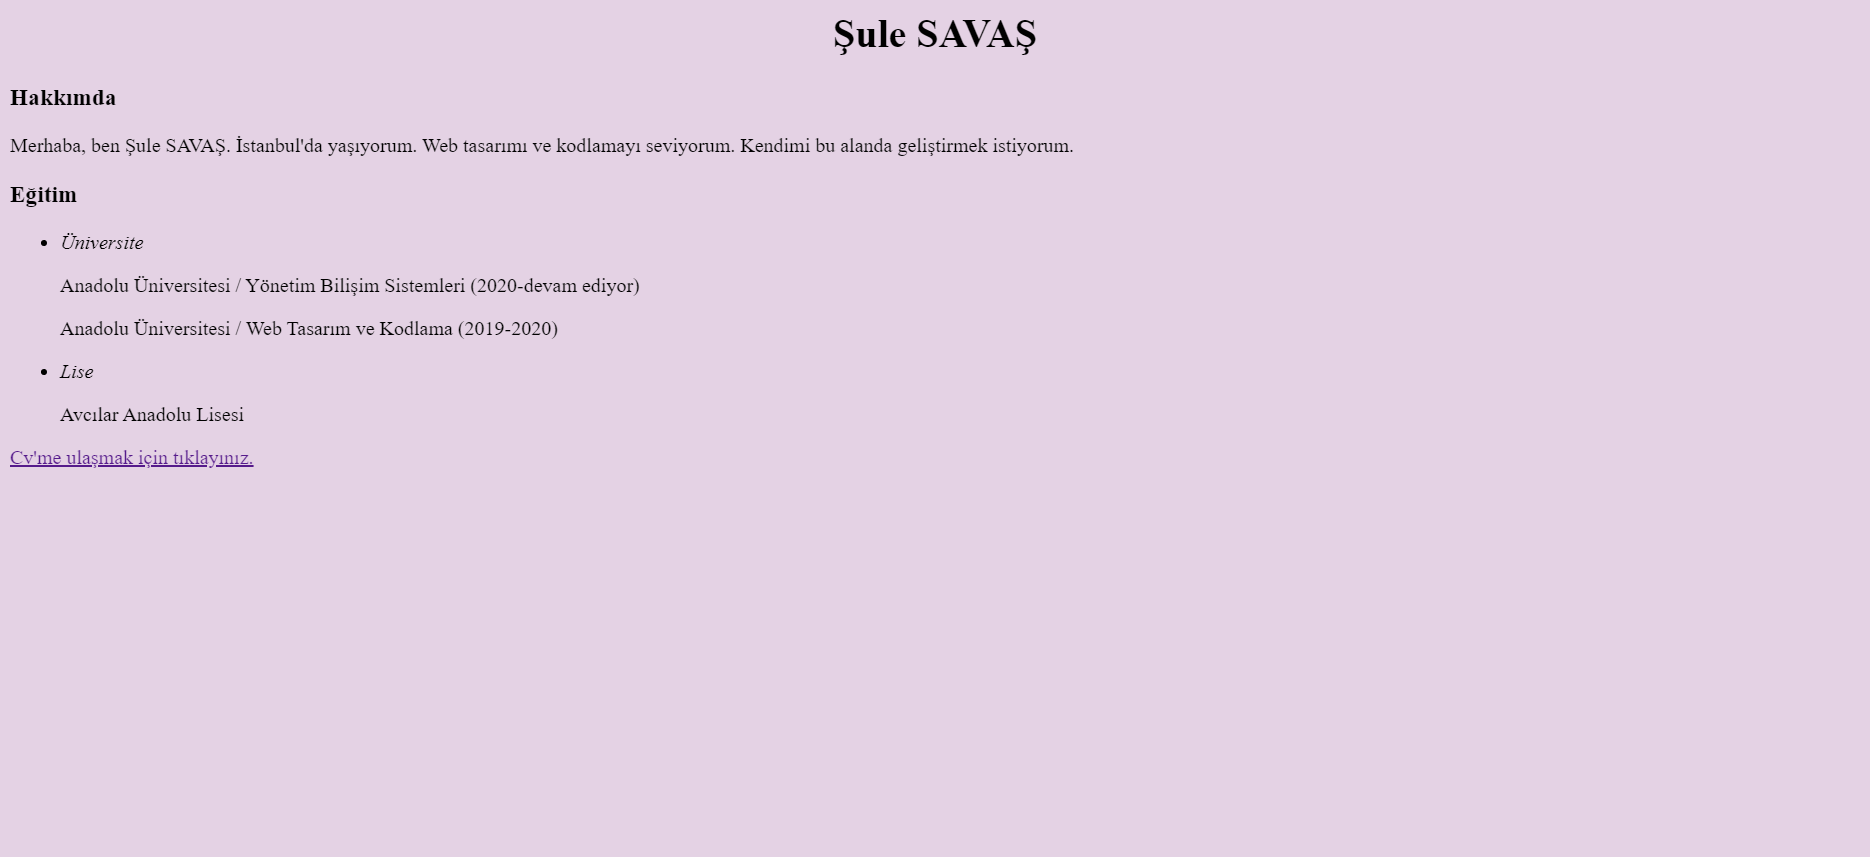 Şule SAVAŞ
Hakkımda
Merhaba, ben Şule SAVAŞ. İstanbul'da yaşıyorum. Web tasarımı ve kodlamayı seviyorum. Kendimi bu alanda geliştirmek istiyorum.
Eğitim
Üniversite
Anadolu Üniversitesi / Yönetim Bilişim Sistemleri (2020-devam ediyor)
Anadolu Üniversitesi / Web Tasarım ve Kodlama (2019-2020)
Lise
Avcılar Anadolu Lisesi
Cv'me ulaşmak için tıklayınız.